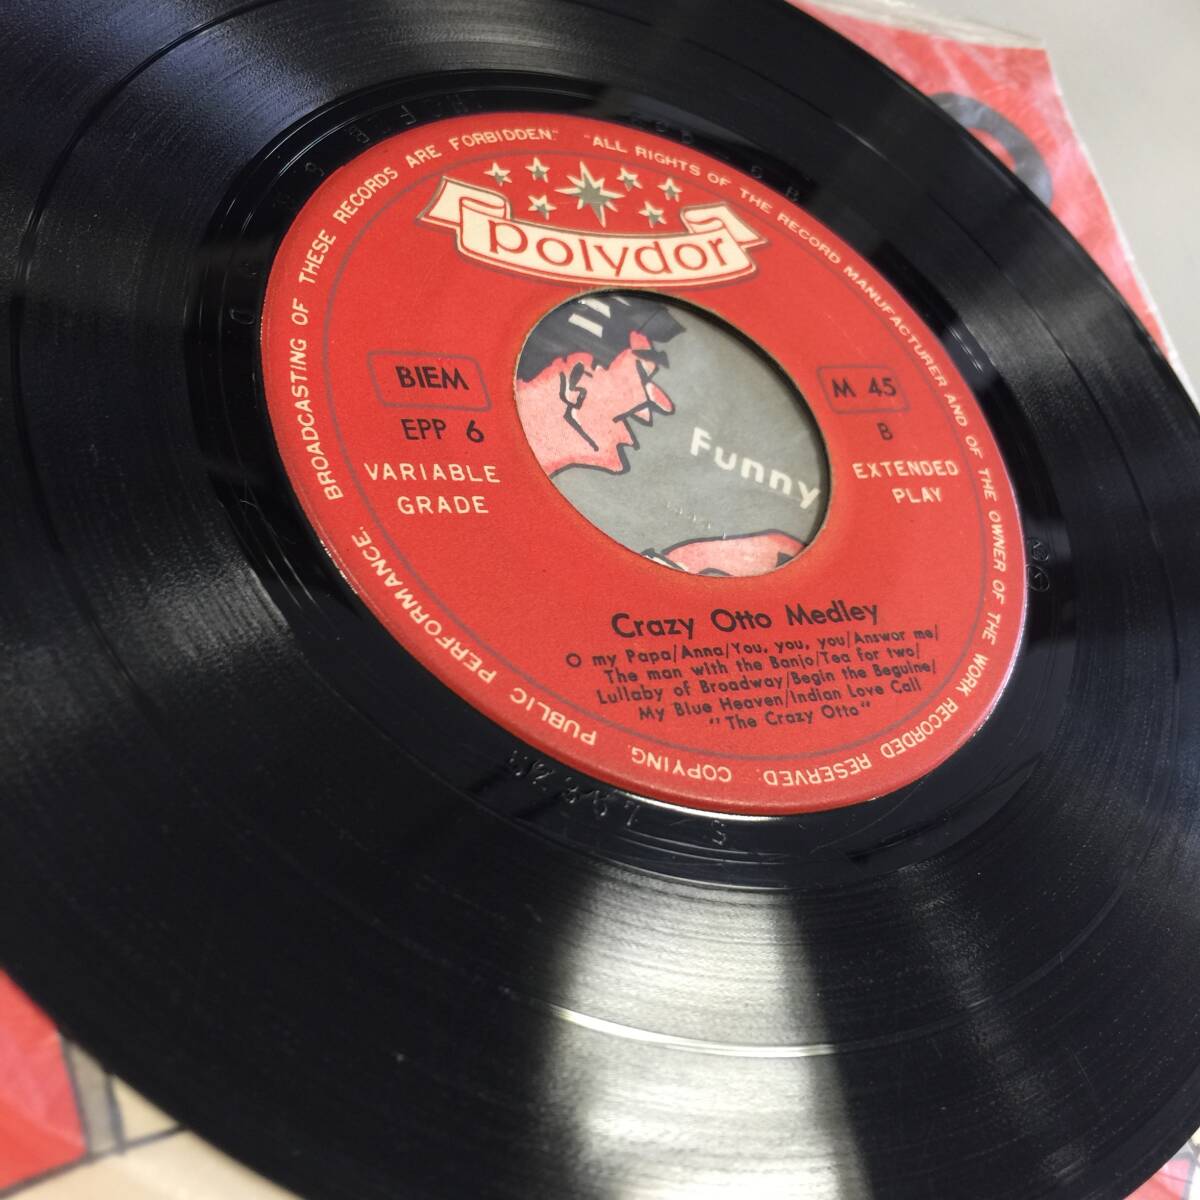 "ALL RIGHTS OF THE RECORD MANUFACTURER AND OF THE OWNER OF THE WORK RECORDED RESERVED. COPYING. PUBLIC PERFORMANCE. BROADCASTING OF THESE RECORDS ARE FORBIDDEN."
polydor
BIEM
EPP 6
VARIABLE
GRADE
M 45
B
EXTENDED
PLAY
Funny
Crazy Otto Medley
O my Papa/Anna/You, you, you/Answor me/
The man with the Banjo/Tea for two/
Lullaby of Broadway/Begin the Beguine/
My Blue Heaven/Indian Love Call
"The Crazy Otto"